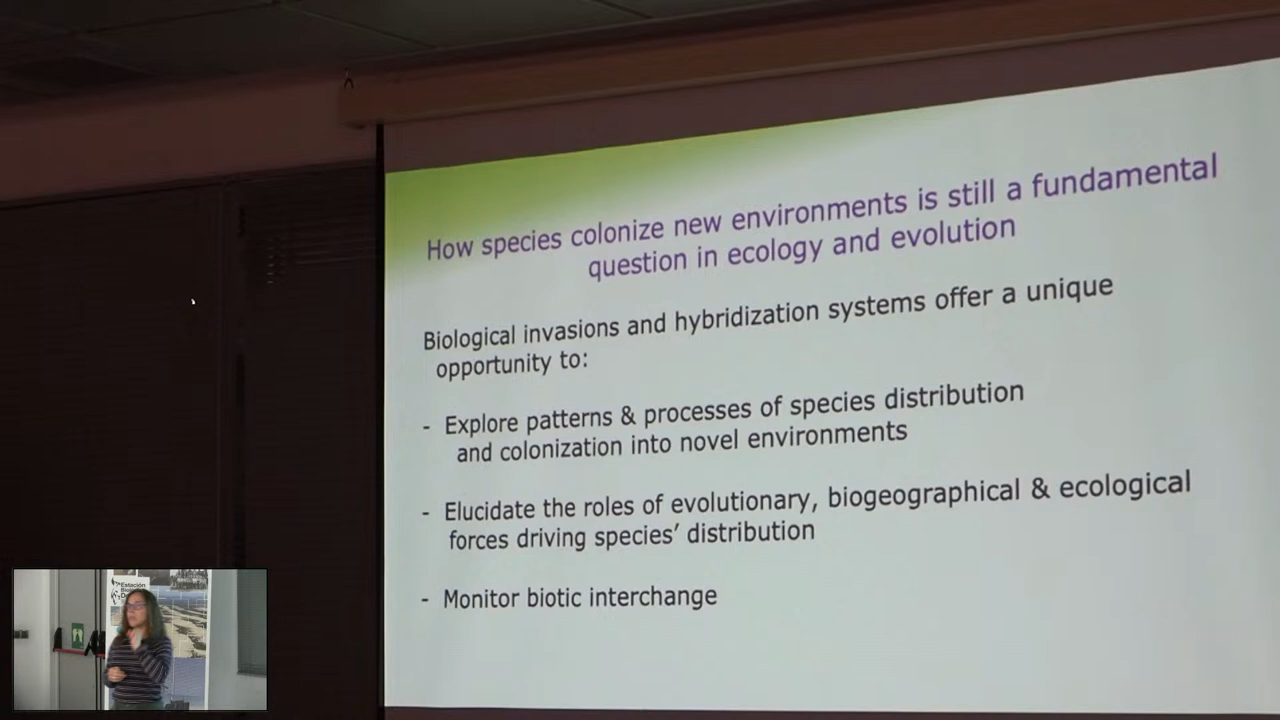 How species colonize new environments is still a fundamental
question in ecology and evolution
Biological invasions and hybridization systems offer a unique
opportunity to:
- Explore patterns & processes of species distribution
and colonization into novel environments
- Elucidate the roles of evolutionary, biogeographical & ecological
forces driving species’ distribution
- Monitor biotic interchange
Estación